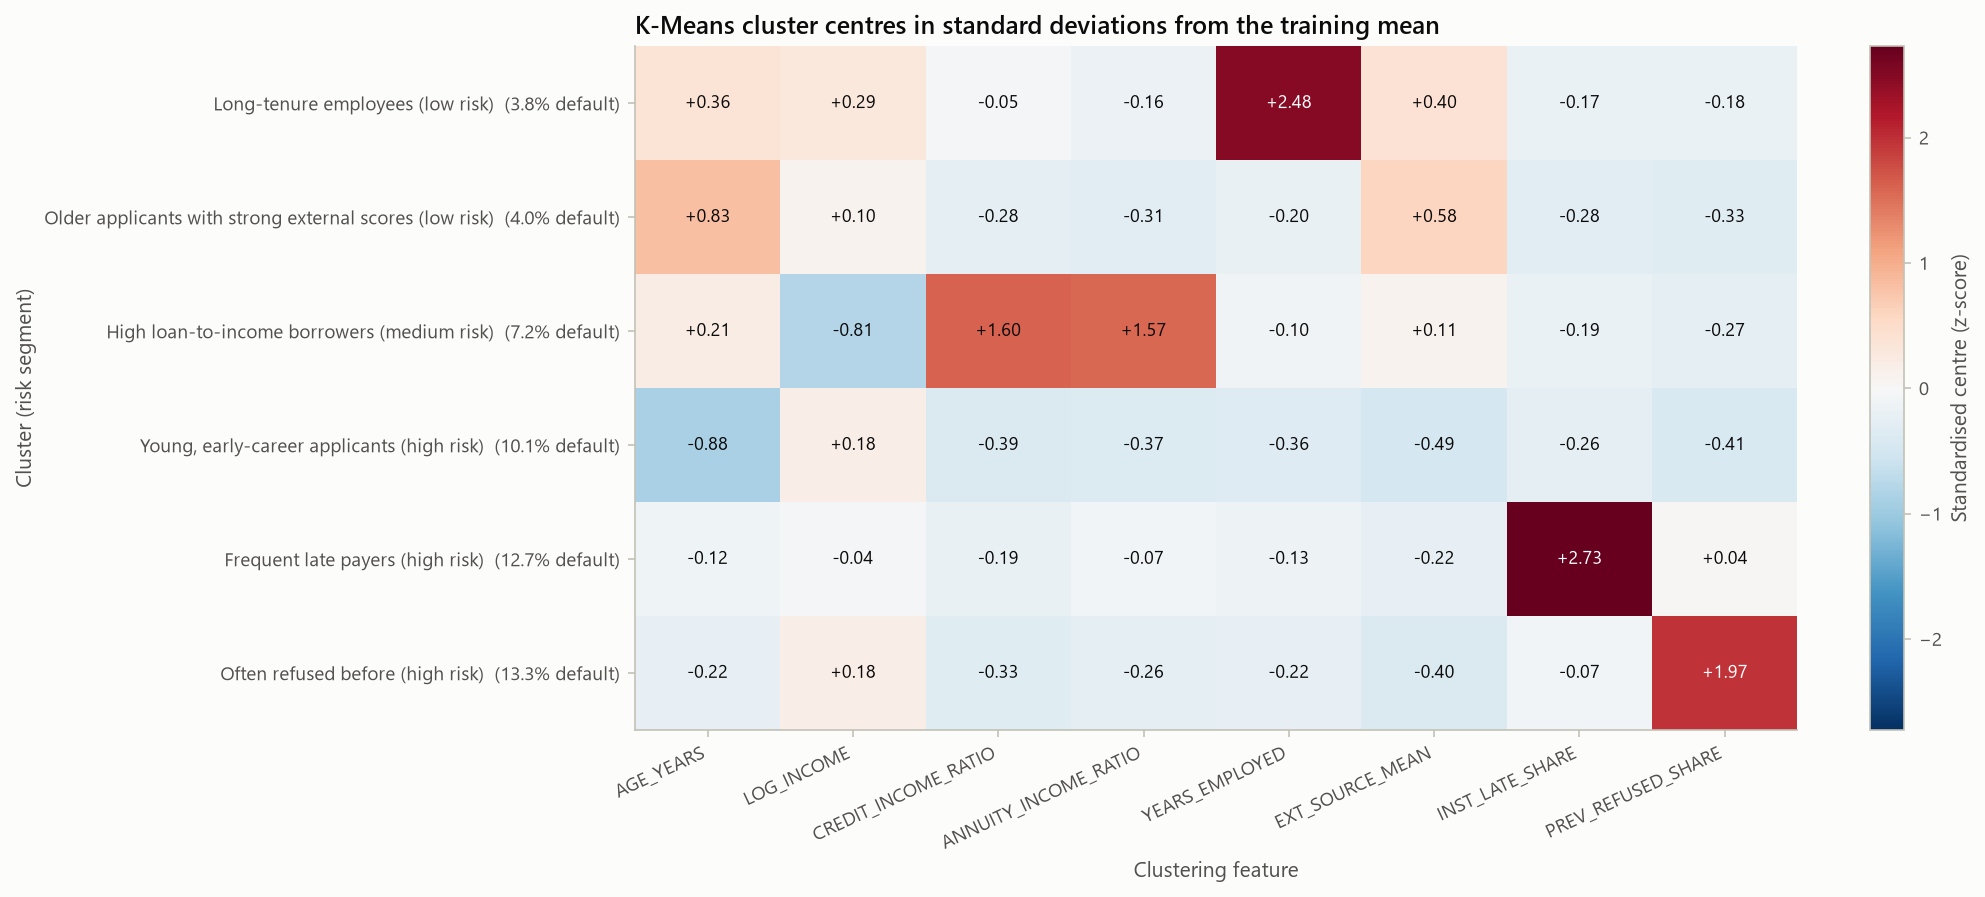 K-Means cluster centres in standard deviations from the training mean
Cluster (risk segment)
Long-tenure employees (low risk)  (3.8% default) +0.36 +0.29 -0.05 -0.16 +2.48 +0.40 -0.17 -0.18
Older applicants with strong external scores (low risk)  (4.0% default) +0.83 +0.10 -0.28 -0.31 -0.20 +0.58 -0.28 -0.33
High loan-to-income borrowers (medium risk)  (7.2% default) +0.21 -0.81 +1.60 +1.57 -0.10 +0.11 -0.19 -0.27
Young, early-career applicants (high risk)  (10.1% default) -0.88 +0.18 -0.39 -0.37 -0.36 -0.49 -0.26 -0.41
Frequent late payers (high risk)  (12.7% default) -0.12 -0.04 -0.19 -0.07 -0.13 -0.22 +2.73 +0.04
Often refused before (high risk)  (13.3% default) -0.22 +0.18 -0.33 -0.26 -0.22 -0.40 -0.07 +1.97
AGE_YEARS LOG_INCOME CREDIT_INCOME_RATIO ANNUITY_INCOME_RATIO YEARS_EMPLOYED EXT_SOURCE_MEAN INST_LATE_SHARE PREV_REFUSED_SHARE
Clustering feature
2
1
0
−1
−2
Standardised centre (z-score)